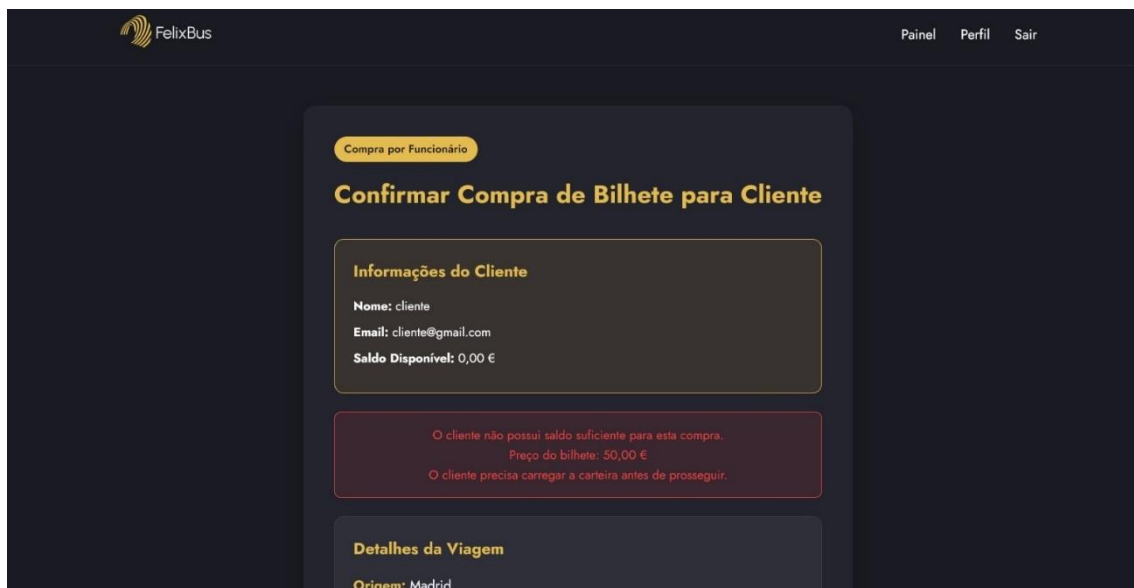 FelixBus
Painel Perfil Sair
Compra por Funcionário
Confirmar Compra de Bilhete para Cliente
Informações do Cliente
Nome: cliente
Email: cliente@gmail.com
Saldo Disponível: 0,00 €
O cliente não possui saldo suficiente para esta compra.
Preço do bilhete: 50,00 €
O cliente precisa carregar a carteira antes de prosseguir.
Detalhes da Viagem
Origem: Madrid